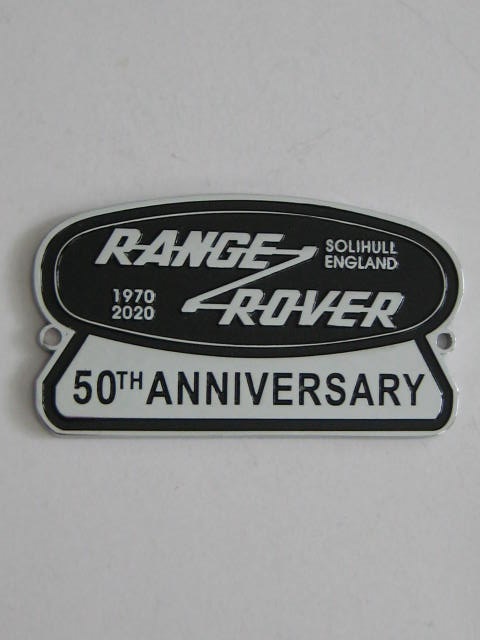 RANGE
SOLIHULL
ENGLAND
1970
2020
ROVER
50TH ANNIVERSARY